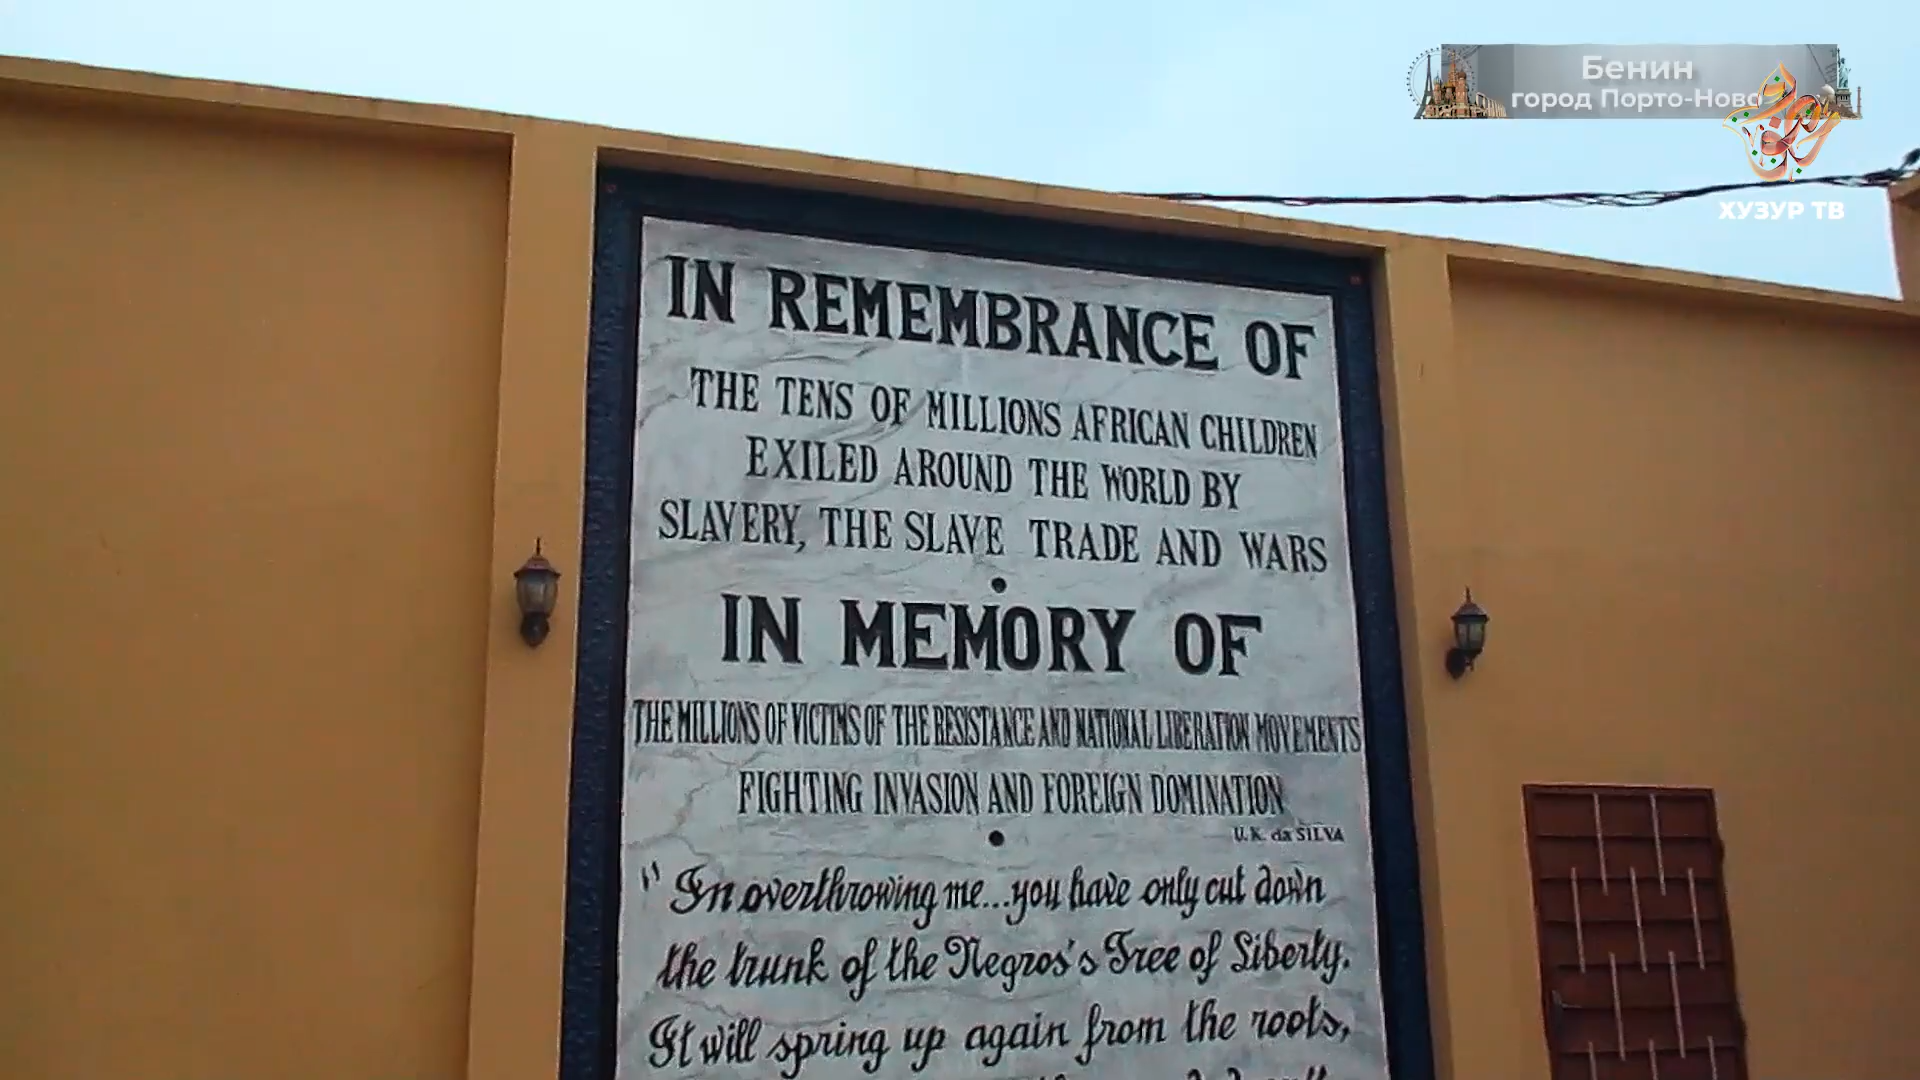 Бенин
город Порто-Ново
ХУЗУР ТВ
IN REMEMBRANCE OF
THE TENS OF MILLIONS AFRICAN CHILDREN
EXILED AROUND THE WORLD BY
SLAVERY, THE SLAVE TRADE AND WARS
IN MEMORY OF
THE MILLIONS OF VICTIMS OF THE RESISTANCE AND NATIONAL LIBERATION MOVEMENTS
FIGHTING INVASION AND FOREIGN DOMINATION
U.K. da SILVA
"In overthrowing me...you have only cut down
the trunk of the Negros's Tree of Liberty.
It will spring up again from the roots,